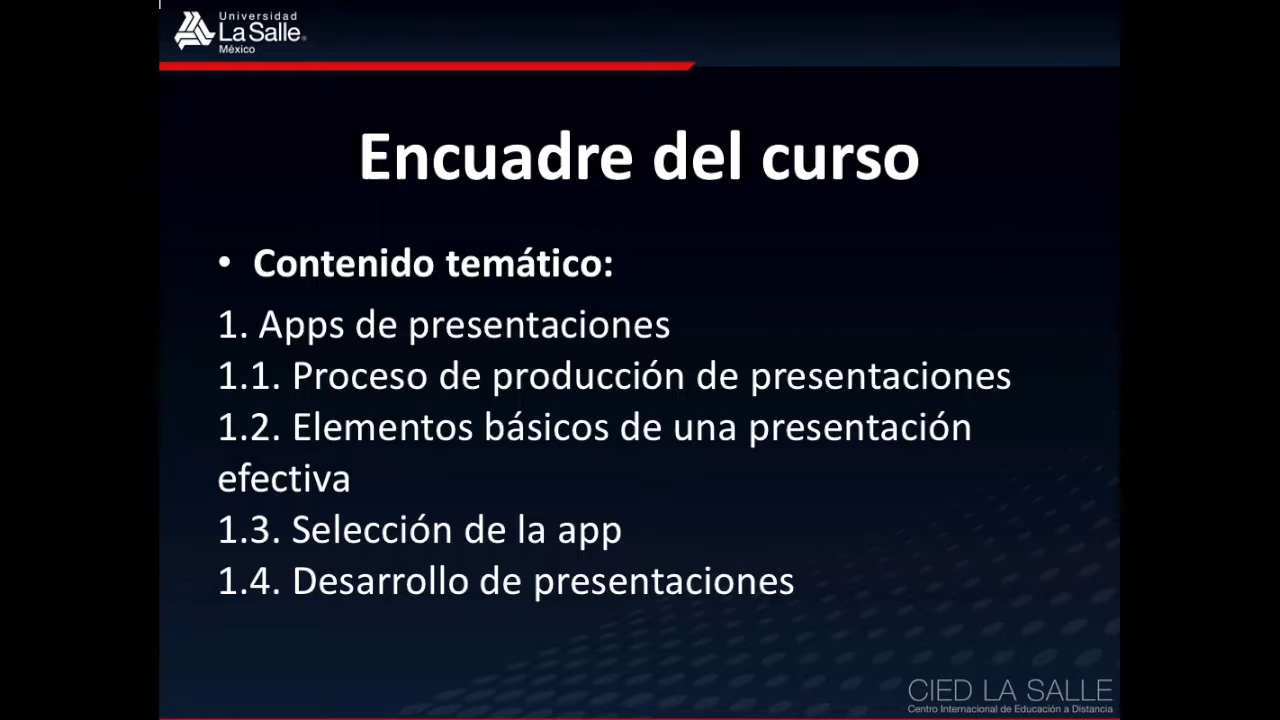 Universidad
La Salle®
México
Encuadre del curso
• Contenido temático:
1. Apps de presentaciones
1.1. Proceso de producción de presentaciones
1.2. Elementos básicos de una presentación
efectiva
1.3. Selección de la app
1.4. Desarrollo de presentaciones
CIED LA SALLE
Centro Internacional de Educación a Distancia